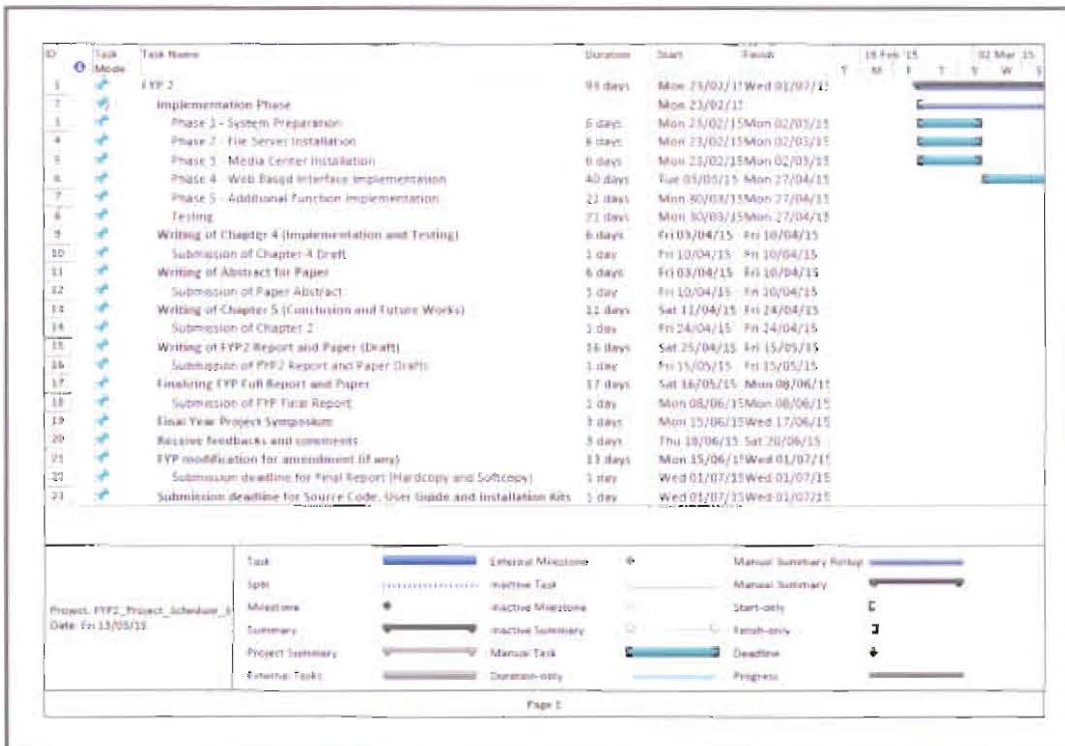 ID Task Mode Task Name Duration Start Finish 16 Feb '15 02 Mar '15
T M F T S W S
1 FYP 2 Mon 23/02/15 Wed 01/07/15
2 Implementation Phase Mon 23/02/15
3 Phase 1 - System Preparation 6 days Mon 23/02/15 Mon 02/03/15
4 Phase 2 - File Server Installation 6 days Mon 23/02/15 Mon 02/03/15
5 Phase 3 - Media Center Installation 6 days Mon 23/02/15 Mon 02/03/15
6 Phase 4 - Web Based Interface Implementation 40 days Tue 03/03/15 Mon 27/04/15
7 Phase 5 - Additional Function Implementation 21 days Mon 30/03/15 Mon 27/04/15
8 Testing 21 days Mon 30/03/15 Mon 27/04/15
9 Writing of Chapter 4 (Implementation and Testing) 6 days Fri 03/04/15 Fri 10/04/15
10 Submission of Chapter 4 Draft 1 day Fri 10/04/15 Fri 10/04/15
11 Writing of Abstract for Paper 6 days Fri 03/04/15 Fri 10/04/15
12 Submission of Paper Abstract 1 day Fri 10/04/15 Fri 10/04/15
13 Writing of Chapter 5 (Conclusion and Future Works) 11 days Sat 11/04/15 Fri 24/04/15
14 Submission of Chapter 1 day Fri 24/04/15 Fri 24/04/15
15 Writing of FYP2 Report and Paper (Draft) 16 days Sat 25/04/15 Fri 15/05/15
16 Submission of FYP2 Report and Paper Drafts 1 day Fri 15/05/15 Fri 15/05/15
17 Finalizing FYP Full Report and Paper 17 days Sat 16/05/15 Mon 08/06/15
18 Submission of FYP Final Report 1 day Mon 08/06/15 Mon 08/06/15
19 Final Year Project Symposium 3 days Mon 15/06/15 Wed 17/06/15
20 Receive feedbacks and comments 3 days Thu 18/06/15 Sat 20/06/15
21 FYP modification for amendment (if any) 13 days Mon 15/06/15 Wed 01/07/15
22 Submission deadline for Final Report (Hardcopy and Softcopy) 1 day Wed 01/07/15 Wed 01/07/15
23 Submission deadline for Source Code, User Guide and Installation Kits 1 day Wed 01/07/15 Wed 01/07/15
Project: FYP2_Project_Schedule_
Date: Fri 13/03/15
Task External Milestone Manual Summary Rollup
Split Inactive Task Manual Summary
Milestone Inactive Milestone Start-only
Summary Inactive Summary Finish-only
Project Summary Manual Task Deadline
External Tasks Duration-only Progress
Page 1